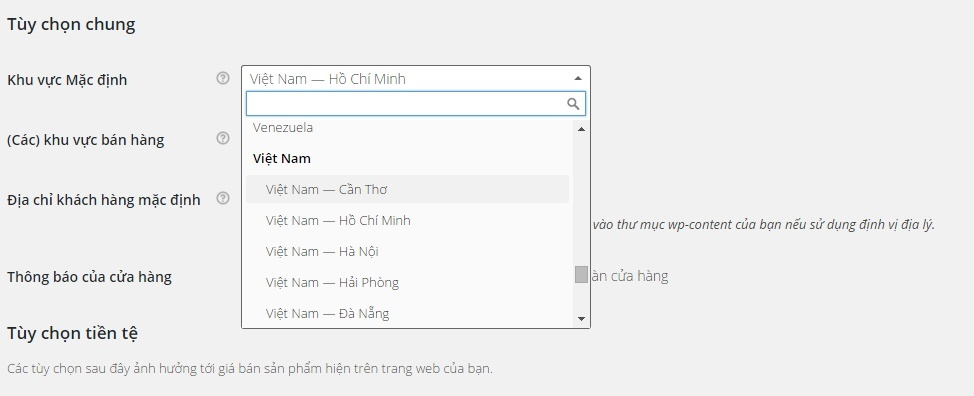 Tùy chọn chung
Khu vực Mặc định
Việt Nam — Hồ Chí Minh
Venezuela
(Các) khu vực bán hàng
Việt Nam
Việt Nam — Cần Thơ
Địa chỉ khách hàng mặc định
Việt Nam — Hồ Chí Minh
vào thư mục wp-content của bạn nếu sử dụng định vị địa lý.
Việt Nam — Hà Nội
Thông báo của cửa hàng
Việt Nam — Hải Phòng
àn cửa hàng
Việt Nam — Đà Nẵng
Tùy chọn tiền tệ
Các tùy chọn sau đây ảnh hưởng tới giá bán sản phẩm hiện trên trang web của bạn.